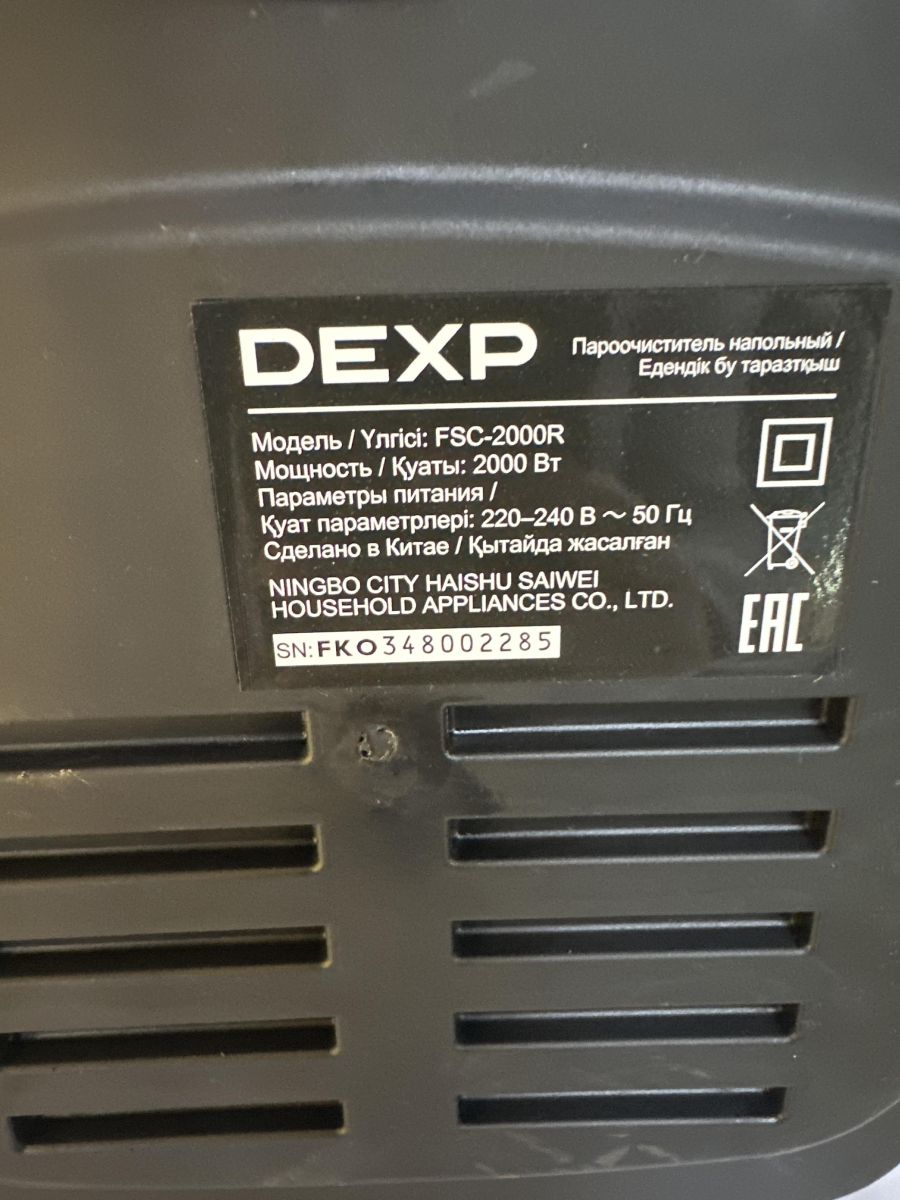 DEXP
Пароочиститель напольный /
Едендік бу таразтқыш
Модель / Үлгісі: FSC-2000R
Мощность / Қуаты: 2000 Вт
Параметры питания /
Қуат параметрлері: 220–240 В ~ 50 Гц
Сделано в Китае / Қытайда жасалған
NINGBO CITY HAISHU SAIWEI
HOUSEHOLD APPLIANCES CO., LTD.
SN:FKO348002285
EAC